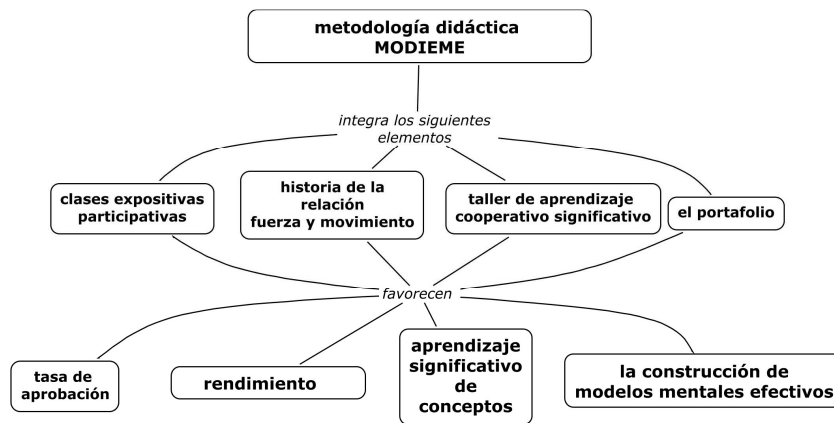 metodología didáctica
MODIEME
integra los siguientes
elementos
clases expositivas
participativas
historia de la
relación
fuerza y movimiento
taller de aprendizaje
cooperativo significativo
el portafolio
favorecen
tasa de
aprobación
rendimiento
aprendizaje
significativo
de
conceptos
la construcción de
modelos mentales efectivos